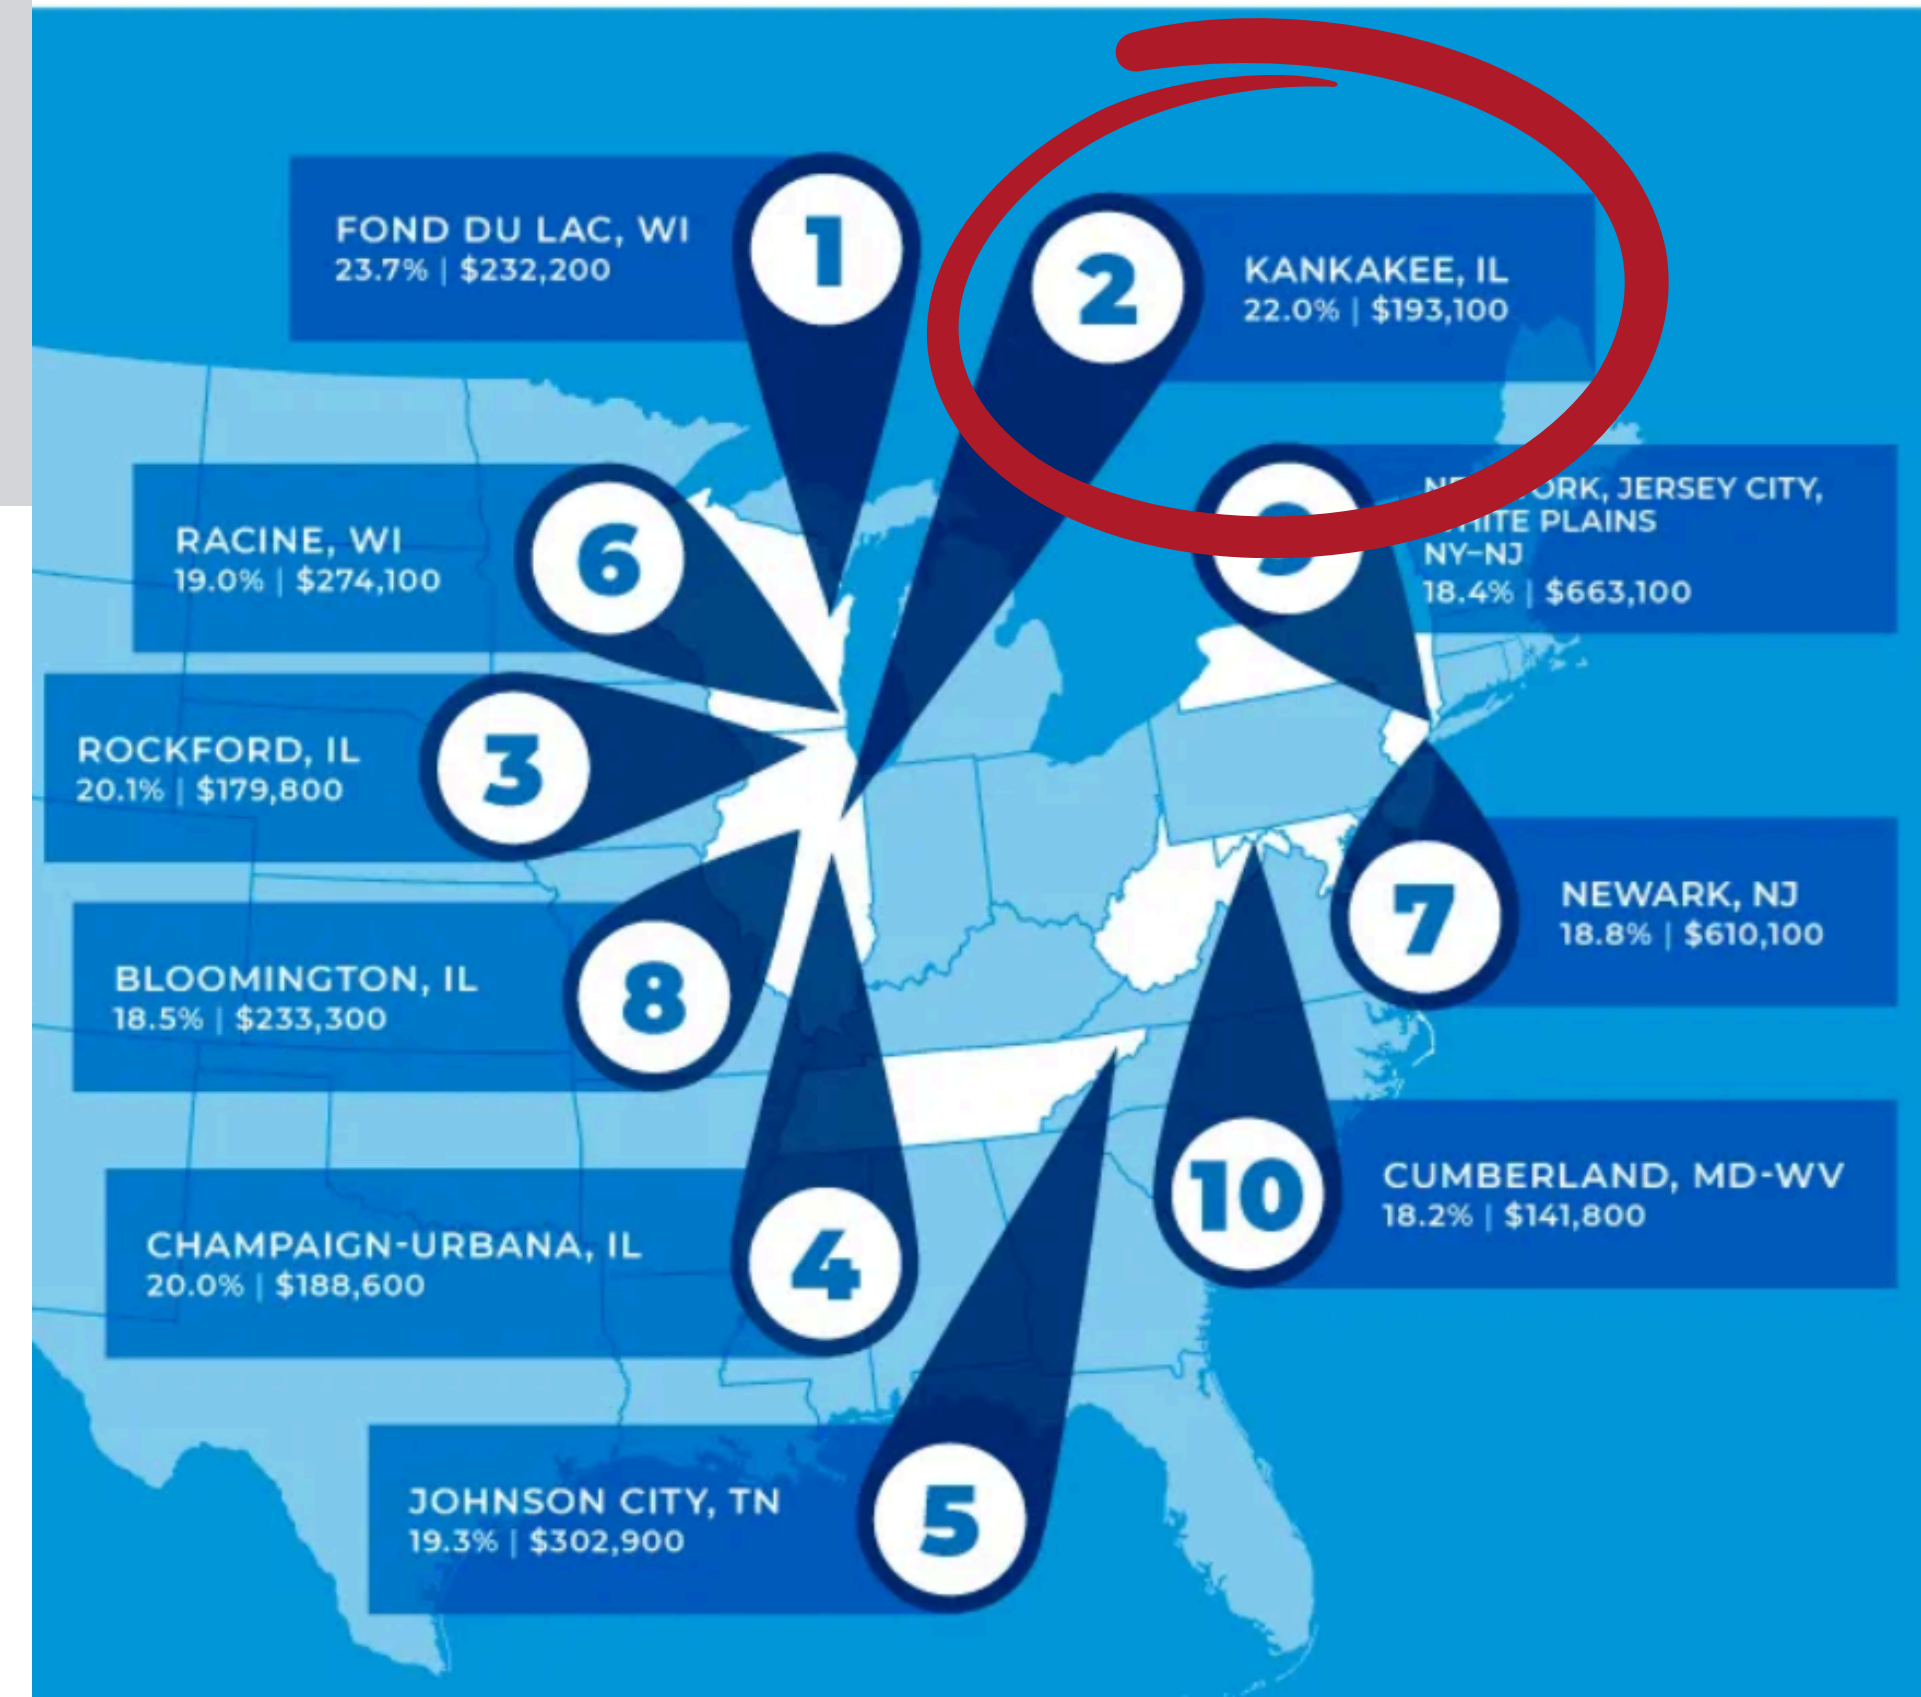 1
FOND DU LAC, WI
23.7% | $232,200
2
KANKAKEE, IL
22.0% | $193,100
JERSEY CITY,
PLAINS
NY–NJ
18.4% | $663,100
6
RACINE, WI
19.0% | $274,100
3
ROCKFORD, IL
20.1% | $179,800
7
NEWARK, NJ
18.8% | $610,100
8
BLOOMINGTON, IL
18.5% | $233,300
10
CUMBERLAND, MD-WV
18.2% | $141,800
4
CHAMPAIGN-URBANA, IL
20.0% | $188,600
5
JOHNSON CITY, TN
19.3% | $302,900